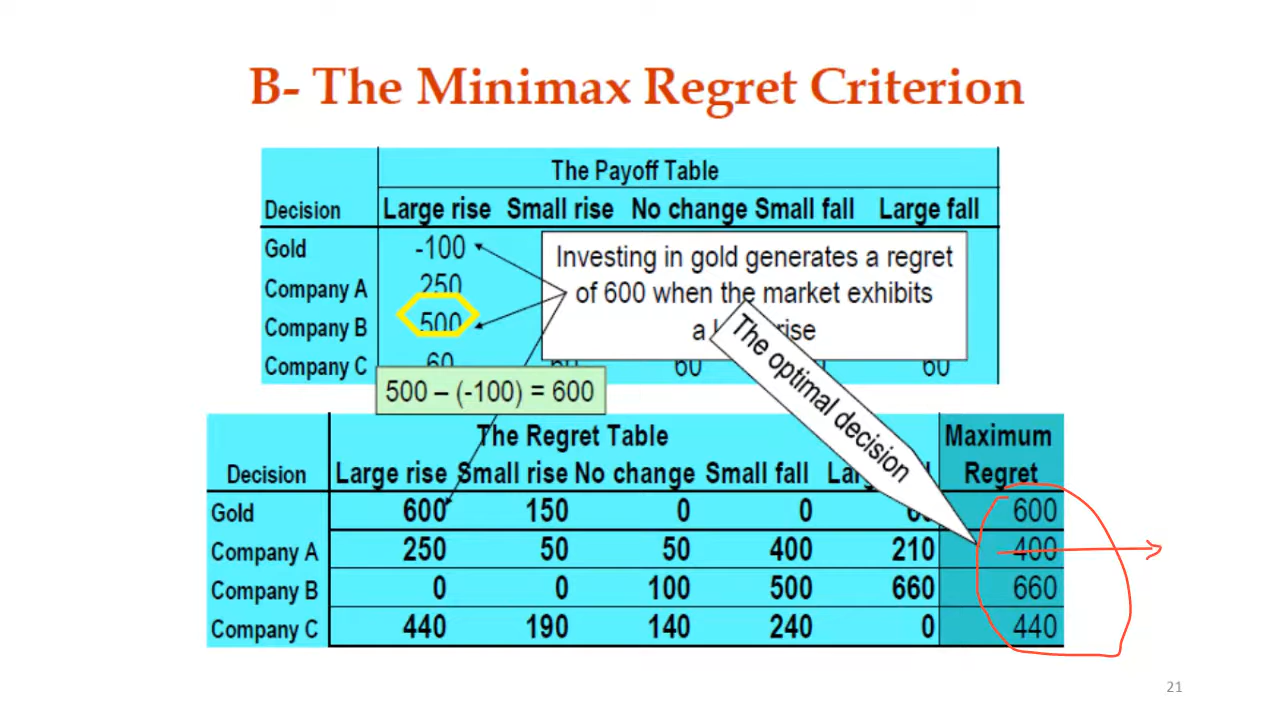 B- The Minimax Regret Criterion
The Payoff Table
Decision Large rise Small rise No change Small fall Large fall
Gold -100
Company A 250
Company B 500
Company C 60 60 60 60
Investing in gold generates a regret
of 600 when the market exhibits
a rise
The optimal decision
500 – (-100) = 600
The Regret Table Maximum
Decision Large rise Small rise No change Small fall Regret
Gold 600 150 0 0 600
Company A 250 50 50 400 210 400
Company B 0 0 100 500 660 660
Company C 440 190 140 240 0 440
21